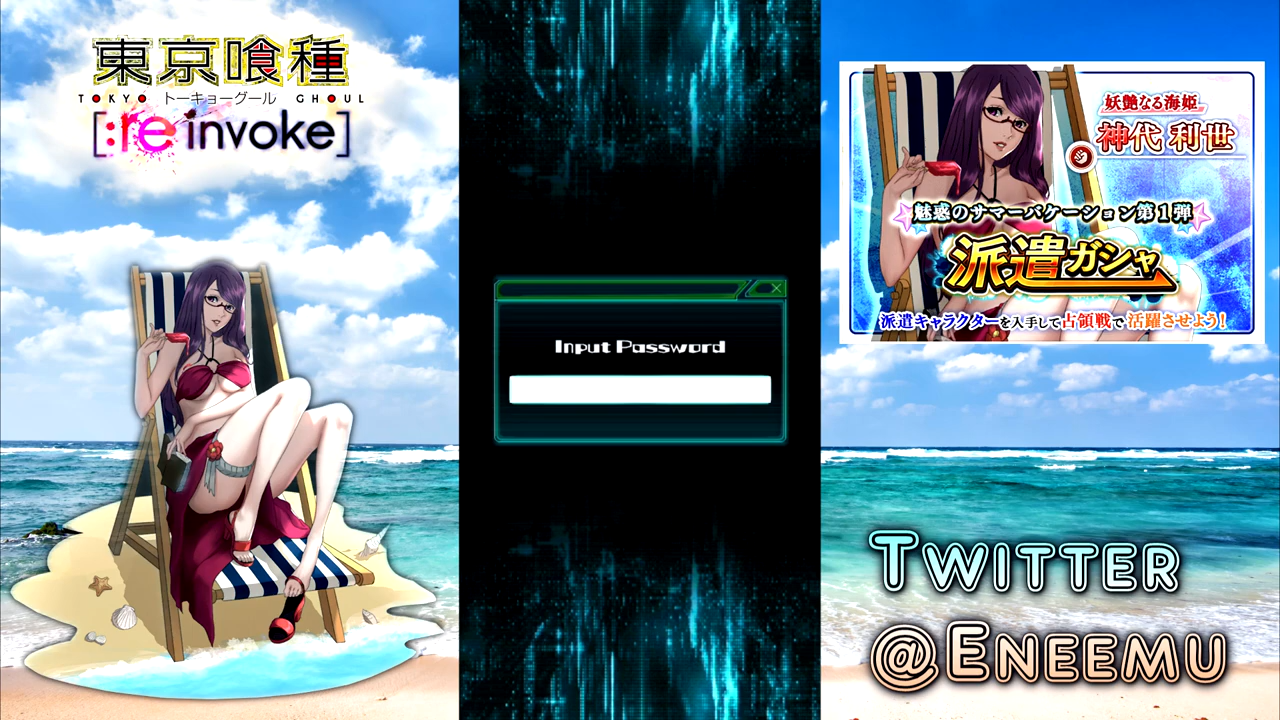 東京喰種
TOKYO トーキョーグール GHOUL
[:re invoke]
Input Password
妖艶なる海姫
神代 利世
魅惑のサマーバケーション第1弾
派遣ガシャ
派遣キャラクターを入手して占領戦で活躍させよう!
TWITTER
@ENEEMU